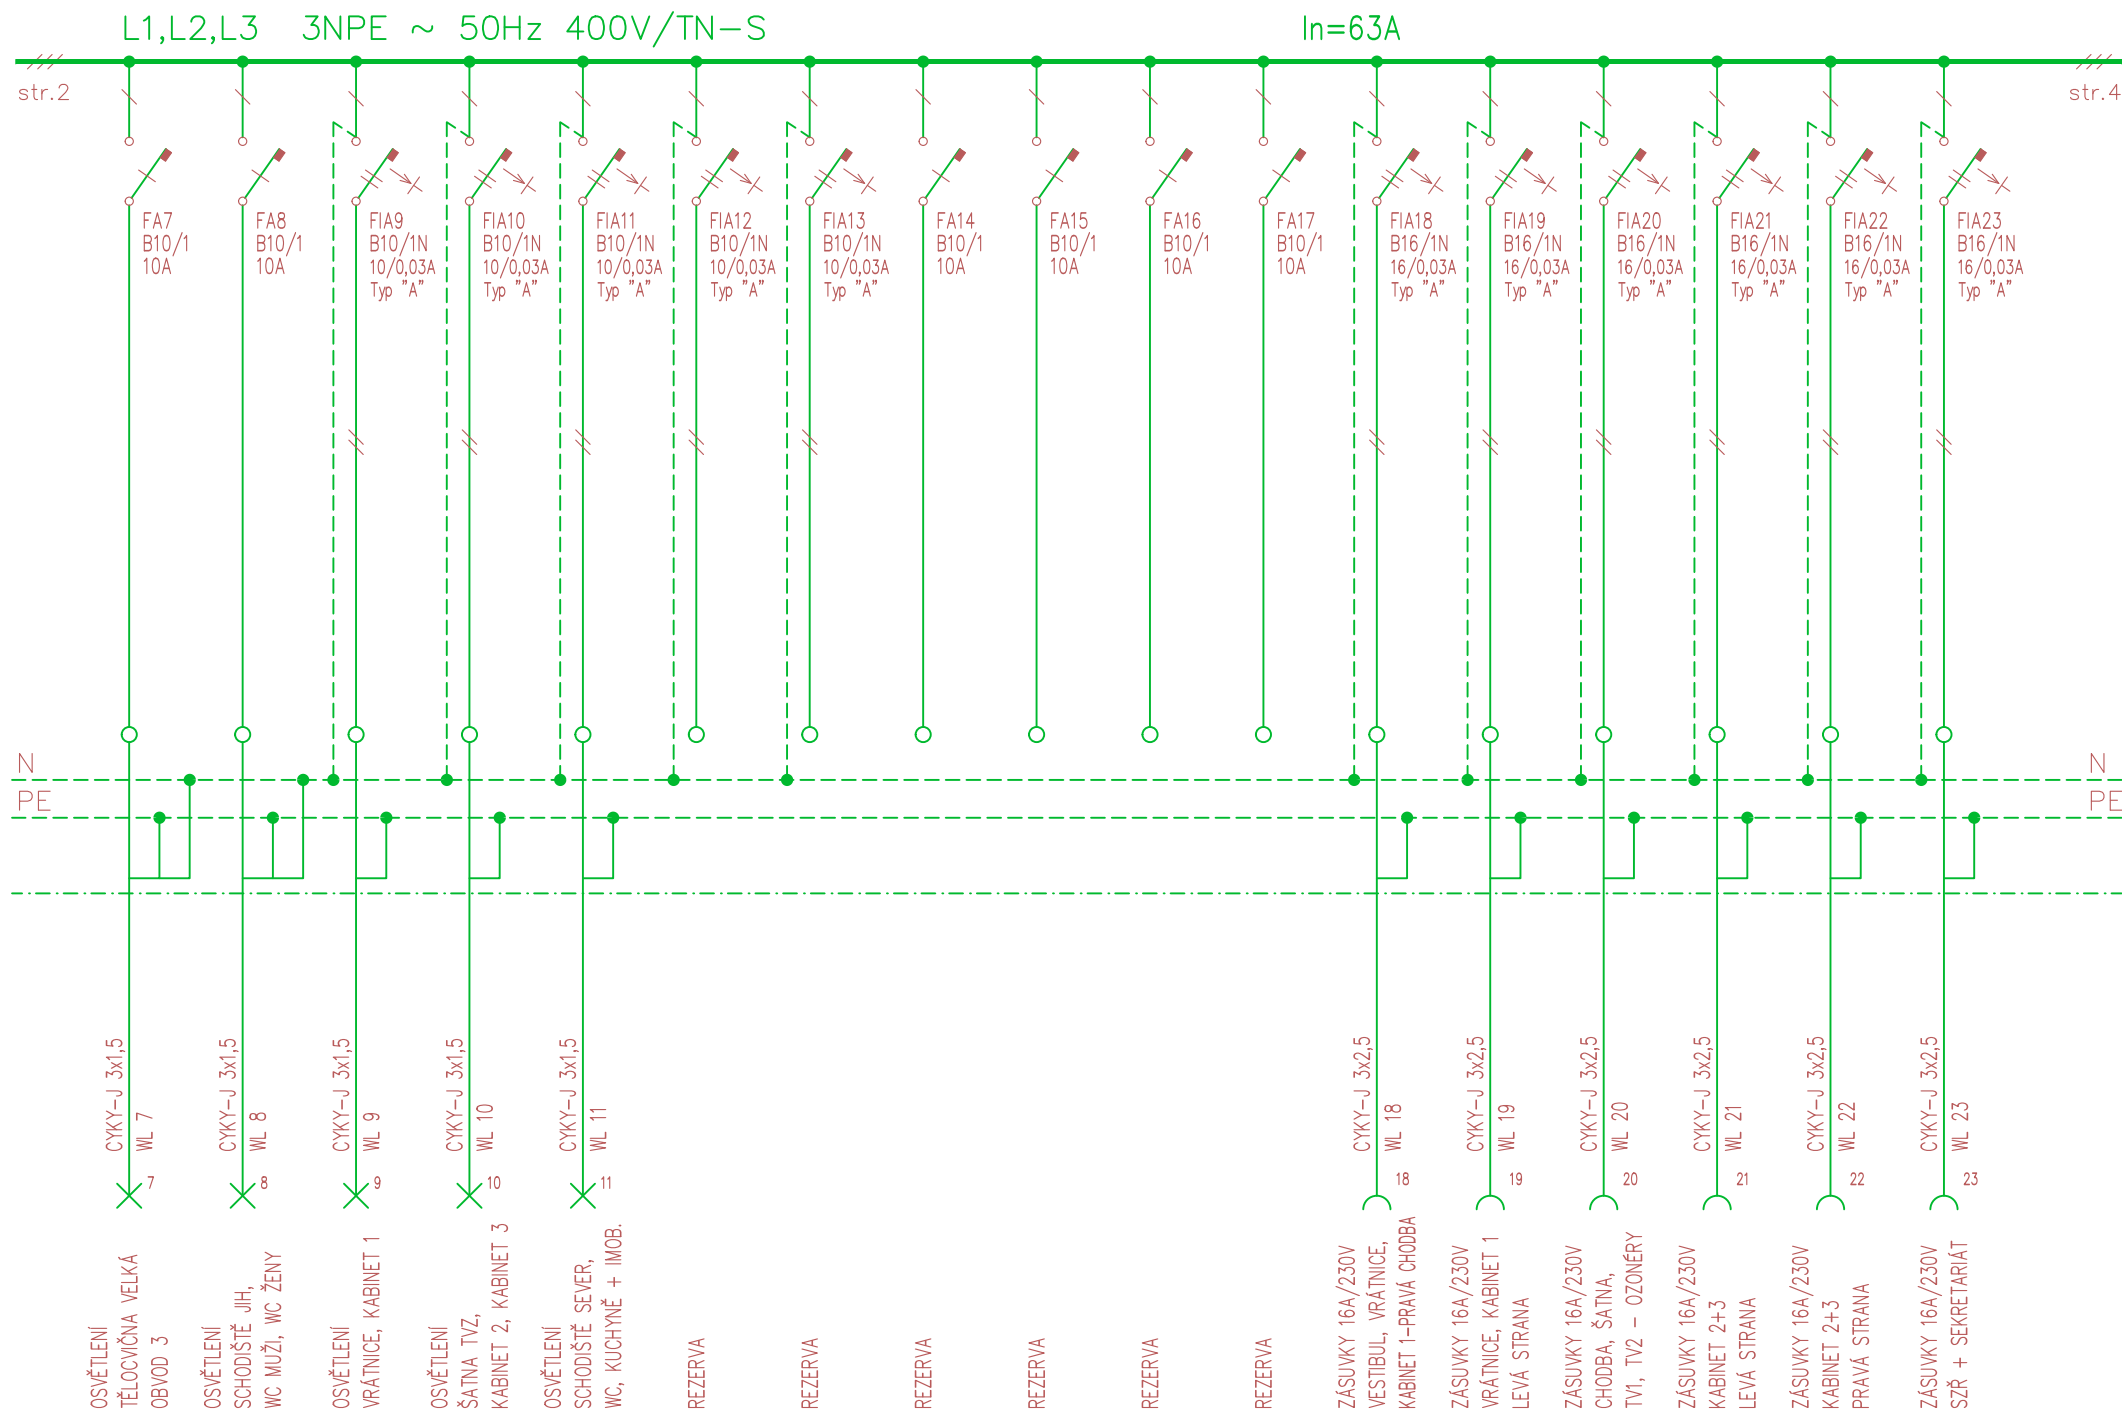 L1,L2,L3 3NPE ~ 50Hz 400V/TN-S
In=63A
str.2
str.4
FA7
B10/1
10A
FA8
B10/1
10A
FIA9
B10/1N
10/0,03A
Typ "A"
FIA10
B10/1N
10/0,03A
Typ "A"
FIA11
B10/1N
10/0,03A
Typ "A"
FIA12
B10/1N
10/0,03A
Typ "A"
FIA13
B10/1N
10/0,03A
Typ "A"
FA14
B10/1
10A
FA15
B10/1
10A
FA16
B10/1
10A
FA17
B10/1
10A
FIA18
B16/1N
16/0,03A
Typ "A"
FIA19
B16/1N
16/0,03A
Typ "A"
FIA20
B16/1N
16/0,03A
Typ "A"
FIA21
B16/1N
16/0,03A
Typ "A"
FIA22
B16/1N
16/0,03A
Typ "A"
FIA23
B16/1N
16/0,03A
Typ "A"
N
N
PE
PE
CYKY-J 3x1,5
WL 7
7
OSVĚTLENÍ
TĚLOCVIČNA VELKÁ
OBVOD 3
CYKY-J 3x1,5
WL 8
8
OSVĚTLENÍ
SCHODIŠTĚ JIH,
WC MUŽI, WC ŽENY
CYKY-J 3x1,5
WL 9
9
OSVĚTLENÍ
VRÁTNICE, KABINET 1
CYKY-J 3x1,5
WL 10
10
OSVĚTLENÍ
ŠATNA TVZ,
KABINET 2, KABINET 3
CYKY-J 3x1,5
WL 11
11
OSVĚTLENÍ
SCHODIŠTĚ SEVER,
WC, KUCHYNĚ + IMOB.
REZERVA
REZERVA
REZERVA
REZERVA
REZERVA
REZERVA
CYKY-J 3x2,5
WL 18
18
ZÁSUVKY 16A/230V
VESTIBUL, VRÁTNICE,
KABINET 1-PRAVÁ CHODBA
CYKY-J 3x2,5
WL 19
19
ZÁSUVKY 16A/230V
VRÁTNICE, KABINET 1
LEVÁ STRANA
CYKY-J 3x2,5
WL 20
20
ZÁSUVKY 16A/230V
CHODBA, ŠATNA,
TV1, TV2 - OZONÉRY
CYKY-J 3x2,5
WL 21
21
ZÁSUVKY 16A/230V
KABINET 2+3
LEVÁ STRANA
CYKY-J 3x2,5
WL 22
22
ZÁSUVKY 16A/230V
KABINET 2+3
PRAVÁ STRANA
CYKY-J 3x2,5
WL 23
23
ZÁSUVKY 16A/230V
SZŘ + SEKRETARIÁT